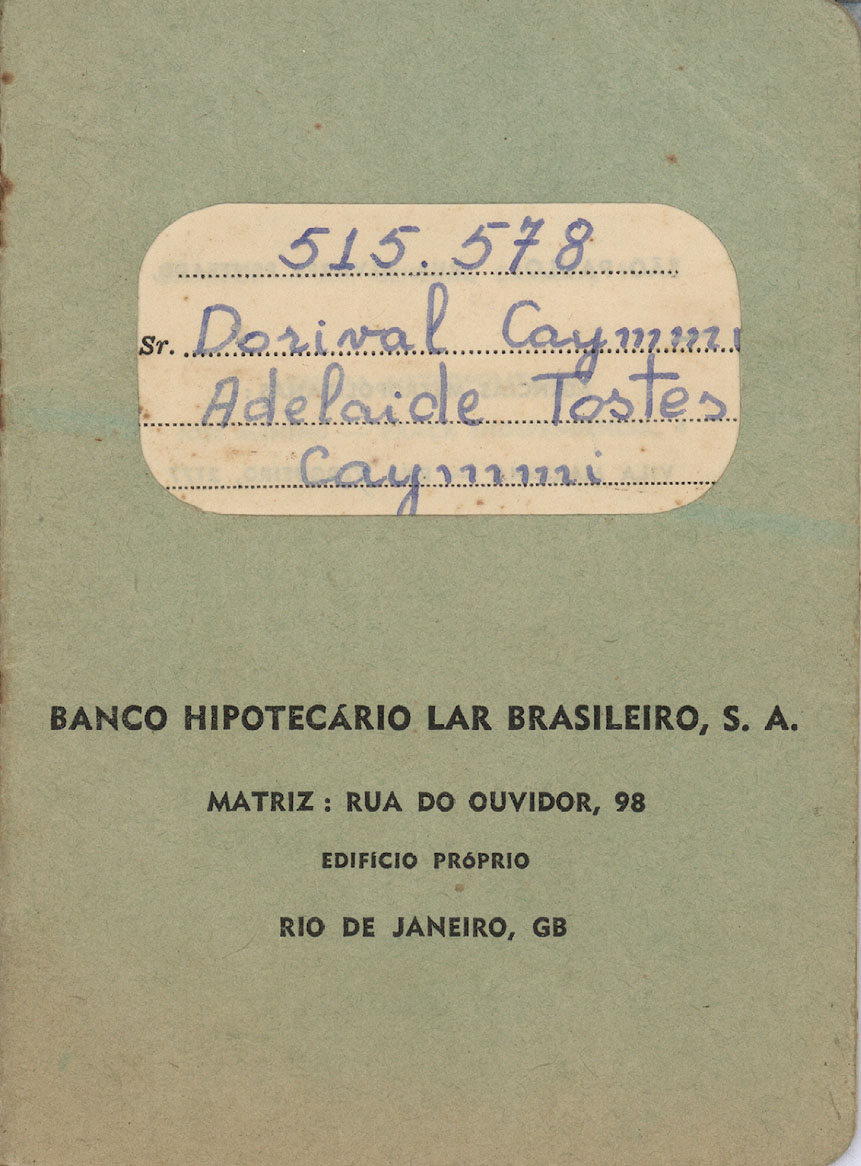 515.578
Sr. Dorival Caymmi
Adelaide Tostes
Caymmi
BANCO HIPOTECÁRIO LAR BRASILEIRO, S. A.
MATRIZ : RUA DO OUVIDOR, 98
EDIFÍCIO PRÓPRIO
RIO DE JANEIRO, GB